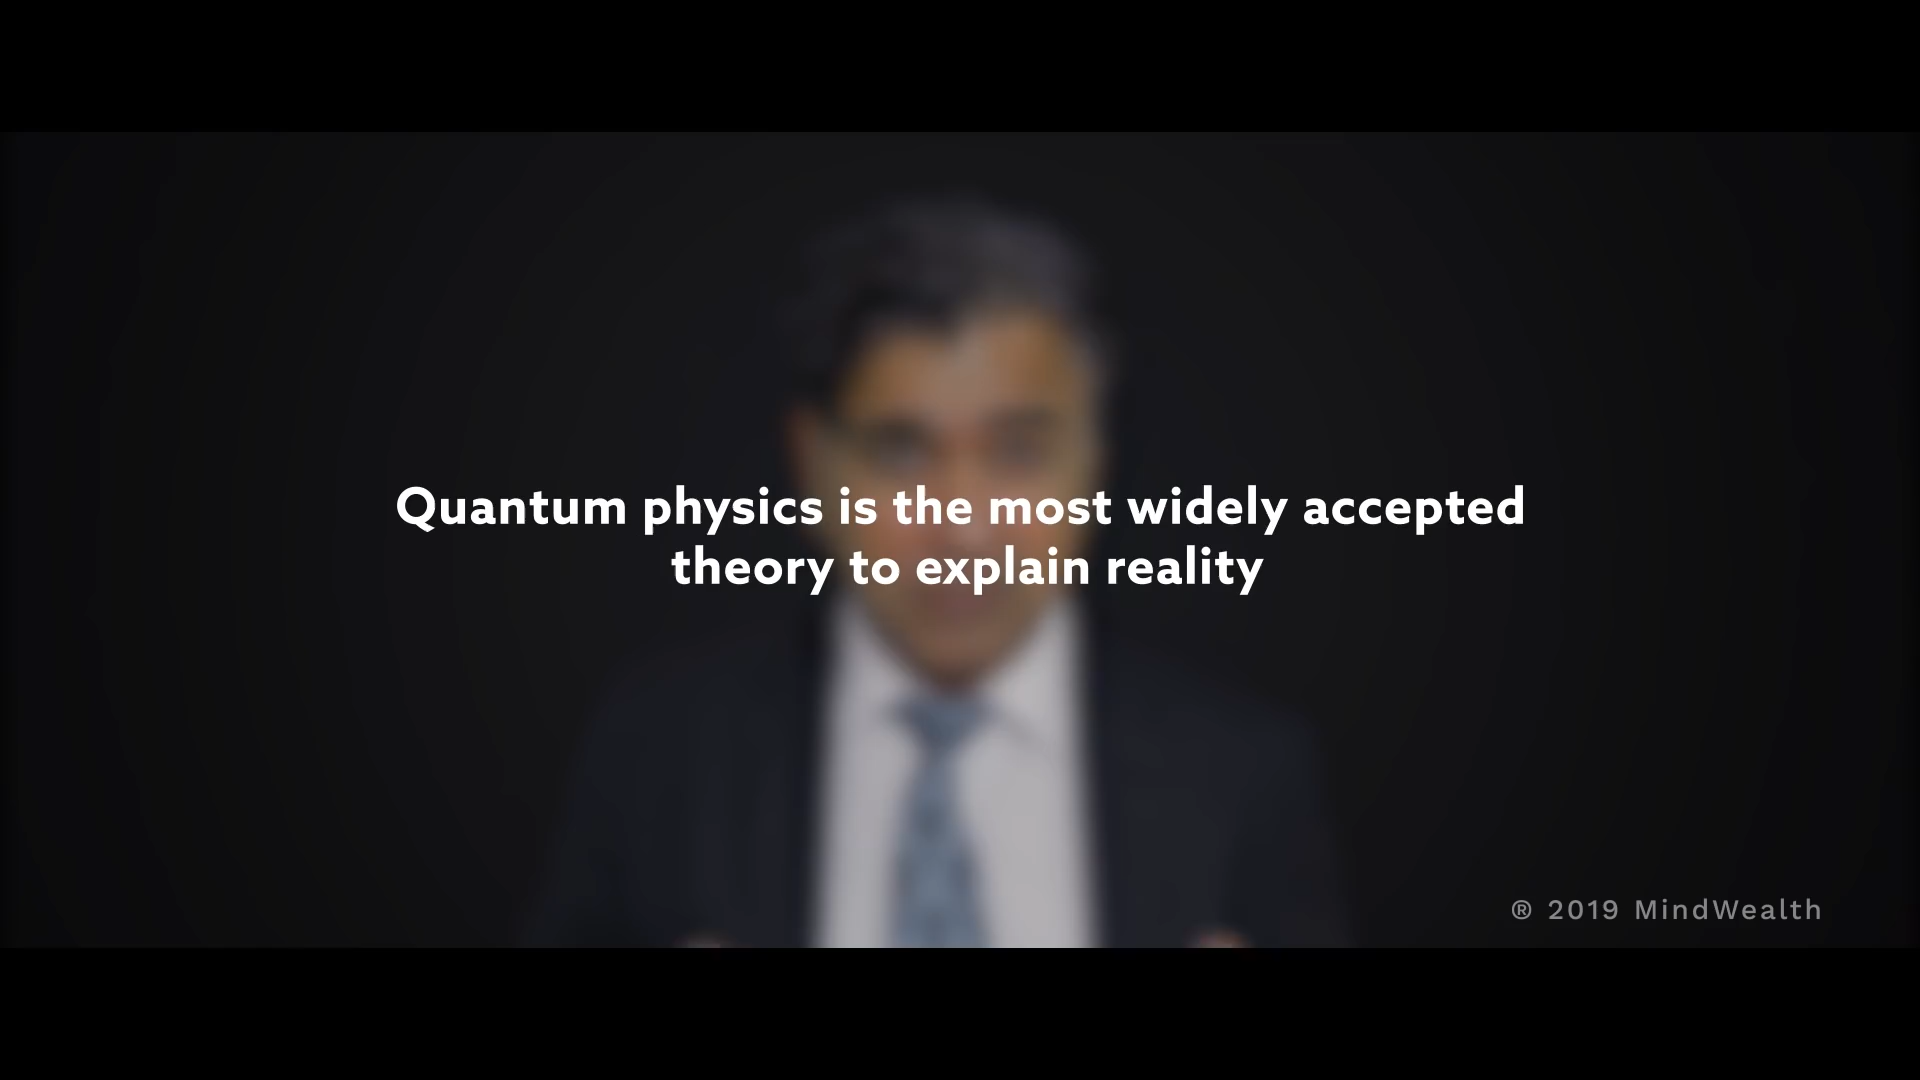 Quantum physics is the most widely accepted
theory to explain reality
® 2019 MindWealth